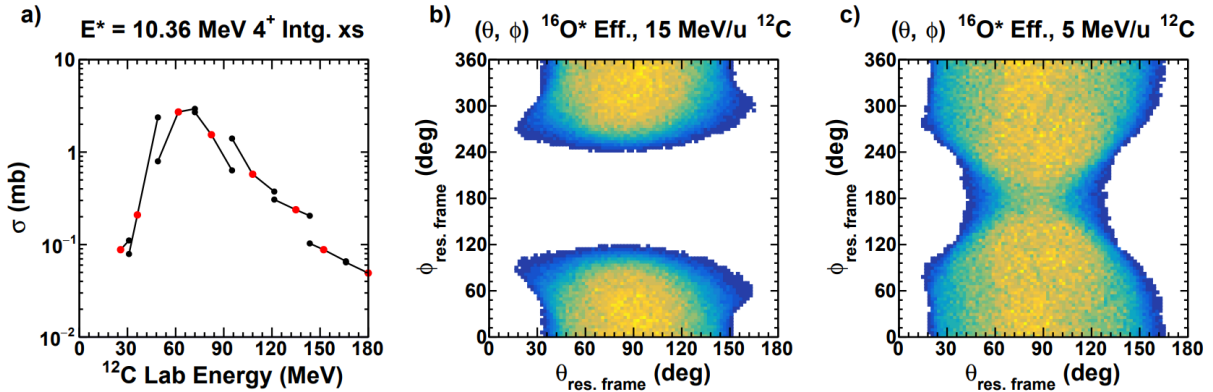 a)
E* = 10.36 MeV 4⁺ Intg. xs
σ (mb)
10
1
10⁻¹
10⁻²
0 30 60 90 120 150 180
¹²C Lab Energy (MeV)
b)
(θ, ϕ) ¹⁶O* Eff., 15 MeV/u ¹²C
ϕres. frame (deg)
360
300
240
180
120
60
0
0 30 60 90 120 150 180
θres. frame (deg)
c)
(θ, ϕ) ¹⁶O* Eff., 5 MeV/u ¹²C
ϕres. frame (deg)
360
300
240
180
120
60
0
0 30 60 90 120 150 180
θres. frame (deg)